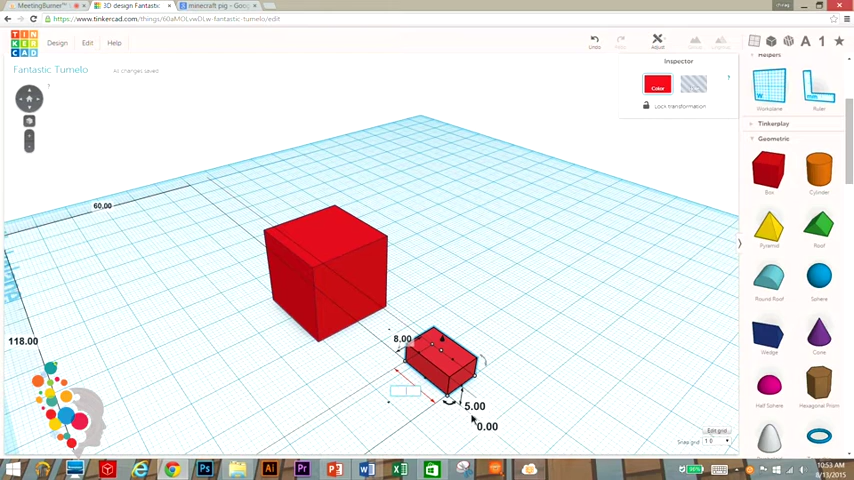 MeetingBurner
3D design Fantastic
minecraft pig - Goog
https://www.tinkercad.com/things/60aMOLvwDLw-fantastic-tumelo/edit
TIN
KER
CAD
Design
Edit
Help
Undo
Redo
Adjust
Group
Ungroup
Fantastic Tumelo
All changes saved
Inspector
Color
Lock transformation
Helpers
Workplane
Ruler
Tinkerplay
Geometric
Box
Cylinder
Pyramid
Roof
Round Roof
Sphere
Wedge
Cone
Half Sphere
Hexagonal Prism
60.00
118.00
8.00
5.00
0.00
Edit grid
Snap grid
1.0
10:53 AM
8/13/2015